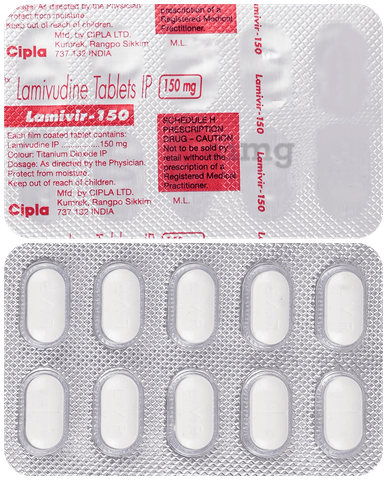 prescription of a
Registered Medical
Practitioner.
protect from moisture.
Keep out of reach of children.
Mfd. by CIPLA LTD.
Cipla
Kumrek, Rangpo Sikkim
737 132 INDIA
M.L.
Lamivudine Tablets IP 150 mg
Lamivir-150
Each film coated tablet contains:
Lamivudine IP ...............150 mg
Colour: Titanium Dioxide IP
Dosage: As directed by the Physician.
Protect from moisture.
Keep out of reach of children.
Mfd. by CIPLA LTD.
Cipla
Kumrek, Rangpo Sikkim
737 132 INDIA
M.L.
SCHEDULE H
PRESCRIPTION
DRUG – CAUTION
Not to be sold by
retail without the
prescription of a
Registered Medical
Practitioner.
Lamivir-150
mg